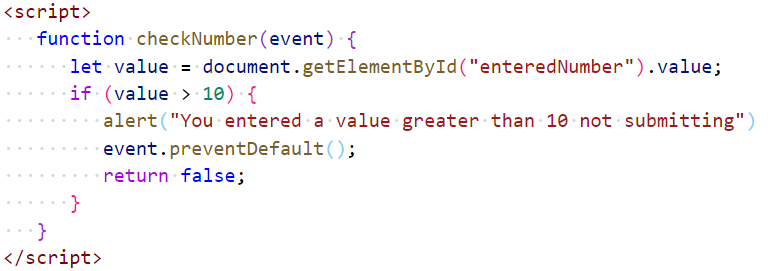 <script>
   function checkNumber(event) {
      let value = document.getElementById("enteredNumber").value;
      if (value > 10) {
         alert("You entered a value greater than 10 not submitting")
         event.preventDefault();
         return false;
      }
   }
</script>